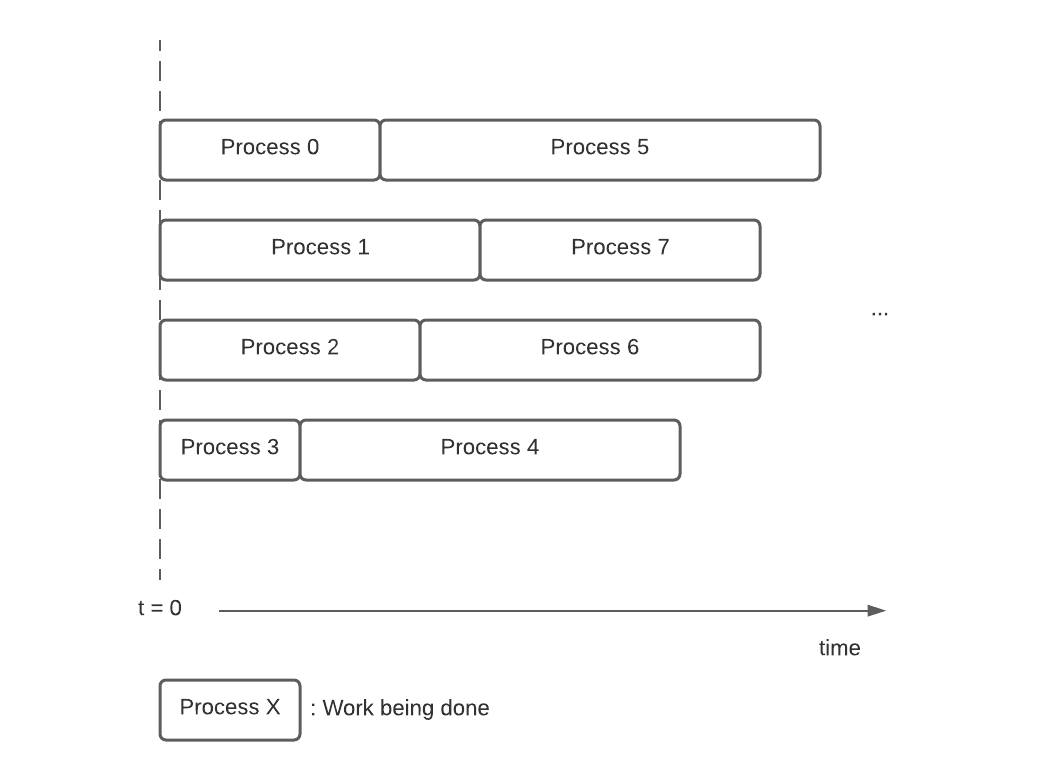 Process 0
Process 5
Process 1
Process 7
...
Process 2
Process 6
Process 3
Process 4
t = 0
time
Process X
: Work being done